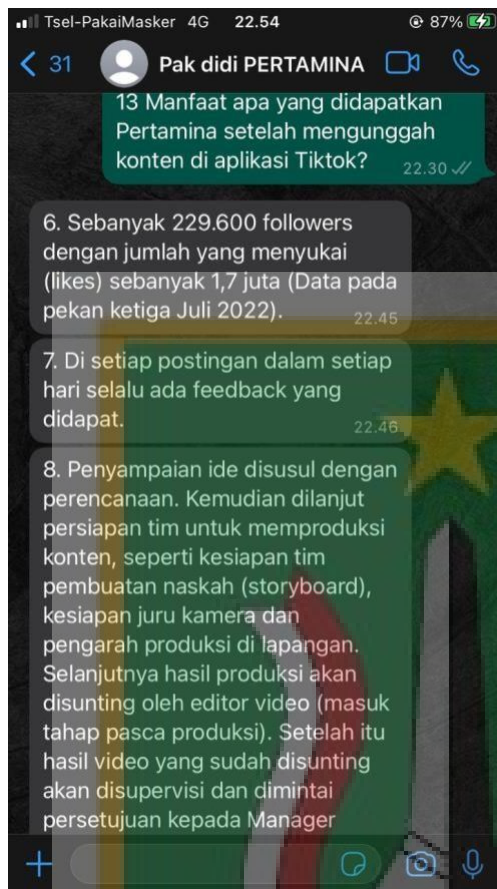 Tsel-PakaiMasker 4G 22.54 87%
31 Pak didi PERTAMINA
13 Manfaat apa yang didapatkan
Pertamina setelah mengunggah
konten di aplikasi Tiktok?
22.30
6. Sebanyak 229.600 followers
dengan jumlah yang menyukai
(likes) sebanyak 1,7 juta (Data pada
pekan ketiga Juli 2022).
22.45
7. Di setiap postingan dalam setiap
hari selalu ada feedback yang
didapat.
22.46
8. Penyampaian ide disusul dengan
perencanaan. Kemudian dilanjut
persiapan tim untuk memproduksi
konten, seperti kesiapan tim
pembuatan naskah (storyboard),
kesiapan juru kamera dan
pengarah produksi di lapangan.
Selanjutnya hasil produksi akan
disunting oleh editor video (masuk
tahap pasca produksi). Setelah itu
hasil video yang sudah disunting
akan disupervisi dan dimintai
persetujuan kepada Manager